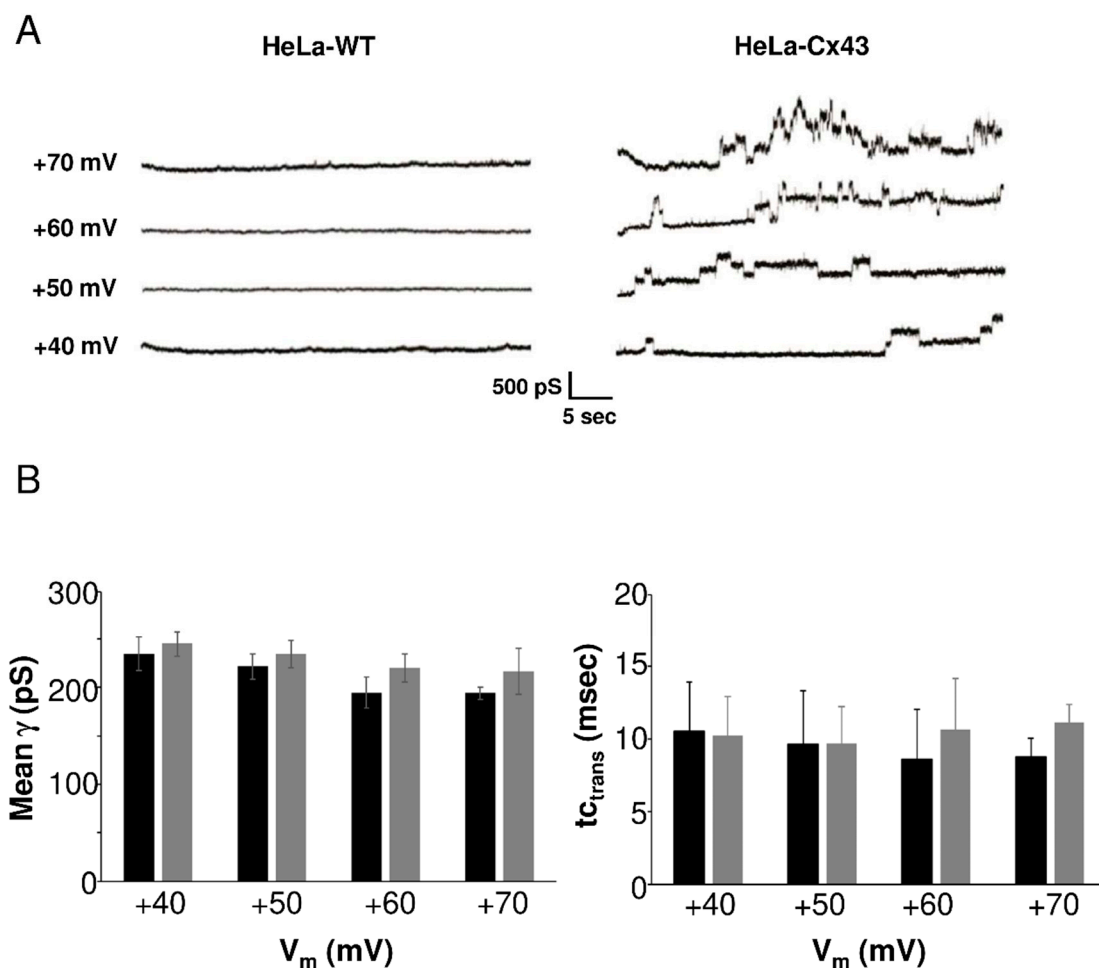 A
HeLa-WT
HeLa-Cx43
+70 mV
+60 mV
+50 mV
+40 mV
500 pS
5 sec
B
300
200
100
0
Mean γ (pS)
+40 +50 +60 +70
Vm (mV)
20
15
10
5
0
tctrans (msec)
+40 +50 +60 +70
Vm (mV)